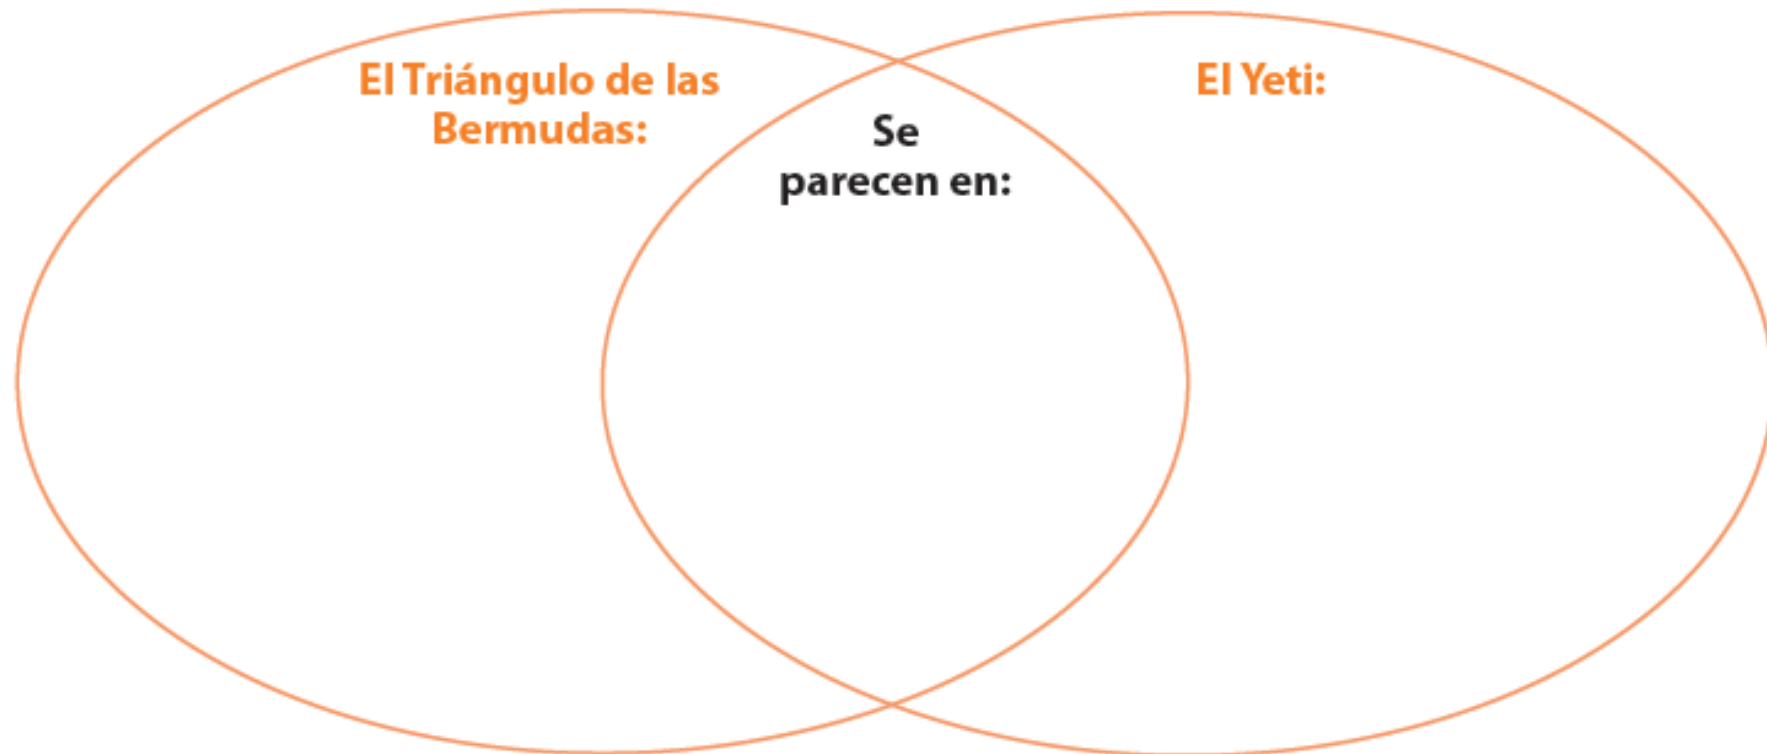 El Triángulo de las
Bermudas:
Se
parecen en:
El Yeti: